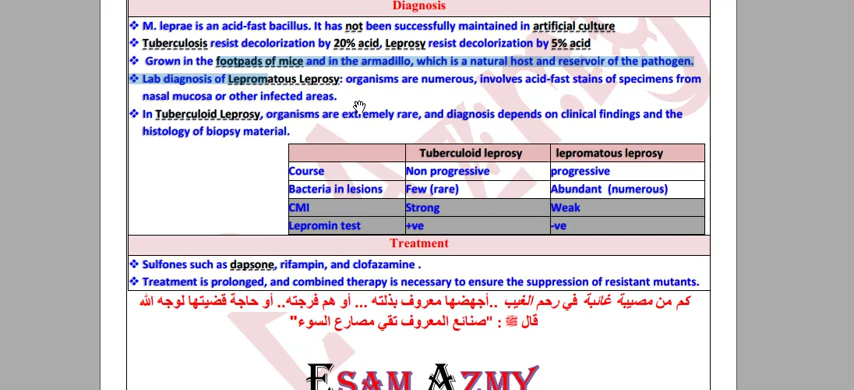 Diagnosis
❖ M. leprae is an acid-fast bacillus. It has not been successfully maintained in artificial culture
❖ Tuberculosis resist decolorization by 20% acid, Leprosy resist decolorization by 5% acid
❖ Grown in the footpads of mice and in the armadillo, which is a natural host and reservoir of the pathogen.
❖ Lab diagnosis of Lepromatous Leprosy: organisms are numerous, involves acid-fast stains of specimens from
nasal mucosa or other infected areas.
❖ In Tuberculoid Leprosy, organisms are extremely rare, and diagnosis depends on clinical findings and the
histology of biopsy material.
Tuberculoid leprosy lepromatous leprosy
Course Non progressive progressive
Bacteria in lesions Few (rare) Abundant (numerous)
CMI Strong Weak
Lepromin test +ve -ve
Treatment
❖ Sulfones such as dapsone, rifampin, and clofazamine .
❖ Treatment is prolonged, and combined therapy is necessary to ensure the suppression of resistant mutants.
كم من مصيبة غائبة في رحم الغيب ..أجهضها معروف بذلته ... أو هم فرجته.. أو حاجة قضيتها لوجه الله
قال ﷺ : "صنائع المعروف تقي مصارع السوء"
ESAM AZMY